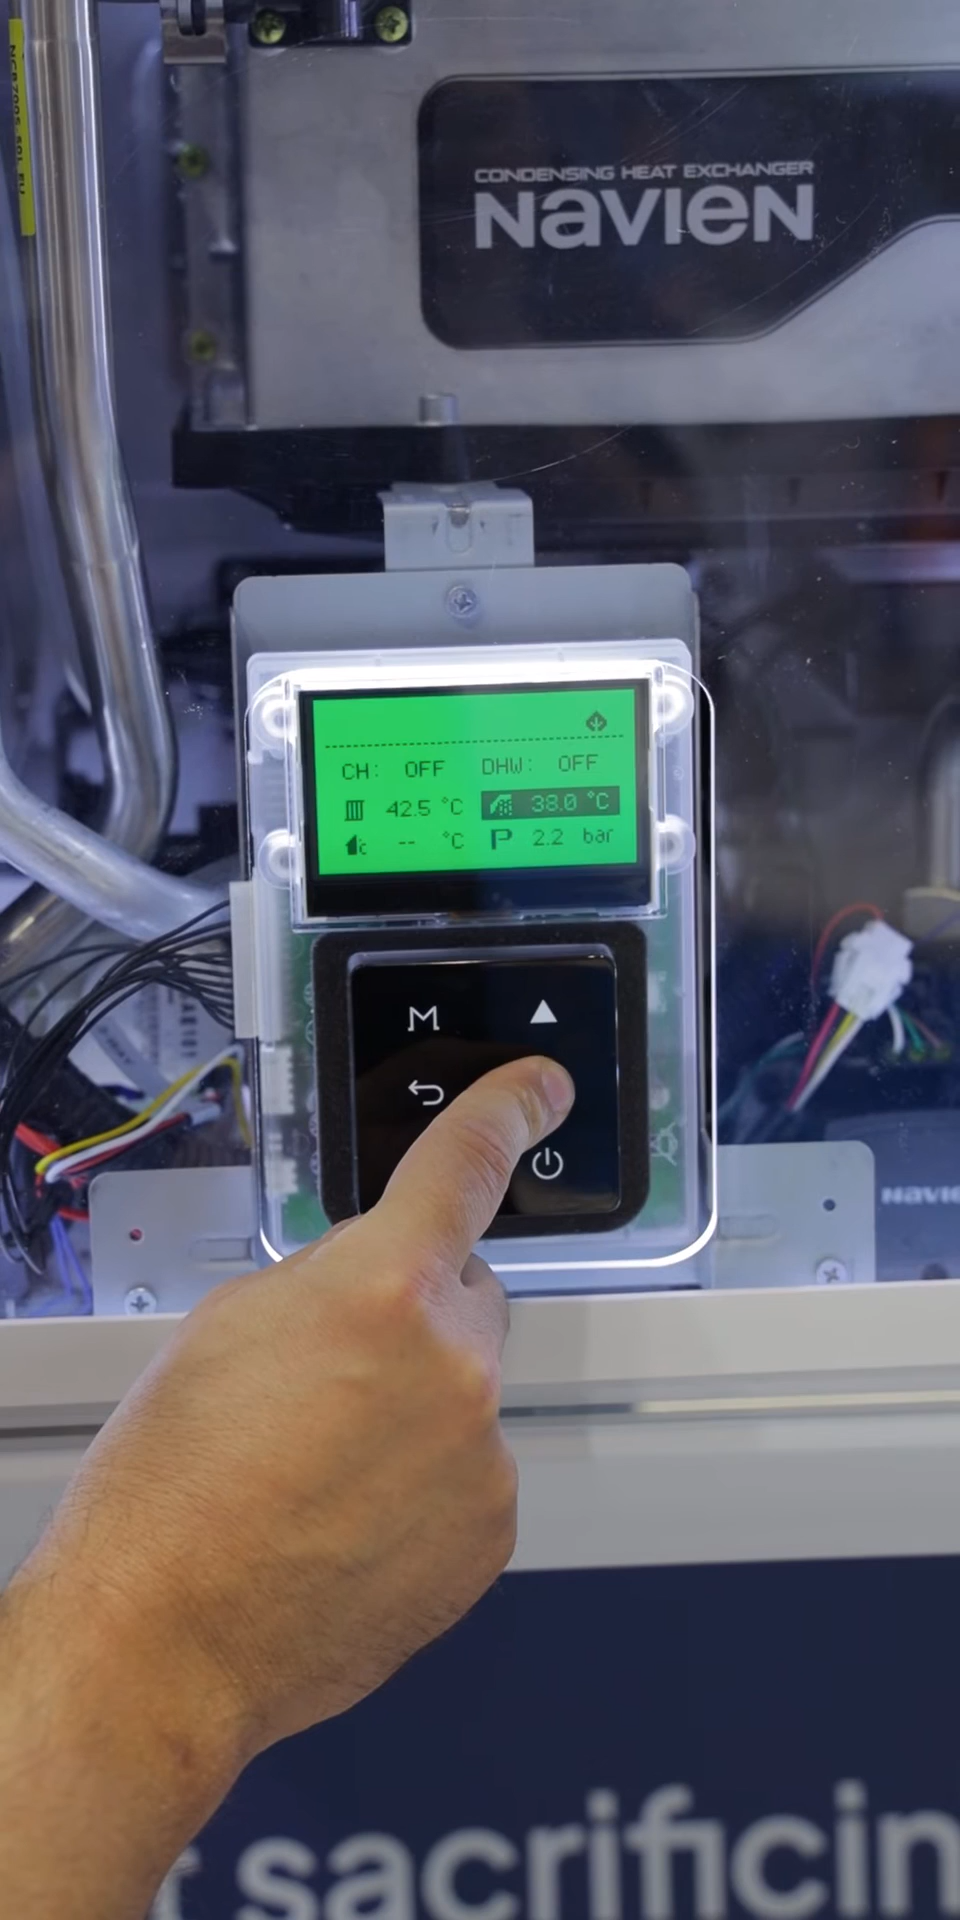 CONDENSING HEAT EXCHANGER
NAVIEN
CH: OFF DHW: OFF
42.5 °C 38.0 °C
-- °C P 2.2 bar
M
sacrificin